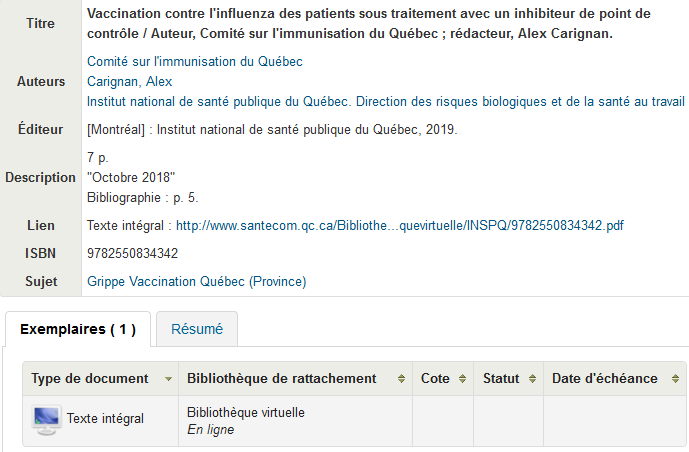 Titre
Vaccination contre l'influenza des patients sous traitement avec un inhibiteur de point de
contrôle / Auteur, Comité sur l'immunisation du Québec ; rédacteur, Alex Carignan.
Auteurs
Comité sur l'immunisation du Québec
Carignan, Alex
Institut national de santé publique du Québec. Direction des risques biologiques et de la santé au travail
Éditeur
[Montréal] : Institut national de santé publique du Québec, 2019.
Description
7 p.
"Octobre 2018"
Bibliographie : p. 5.
Lien
Texte intégral : http://www.santecom.qc.ca/Bibliothe...quevirtuelle/INSPQ/9782550834342.pdf
ISBN
9782550834342
Sujet
Grippe Vaccination Québec (Province)
Exemplaires ( 1 )
Résumé
Type de document
Bibliothèque de rattachement
Cote
Statut
Date d'échéance
Texte intégral
Bibliothèque virtuelle
En ligne